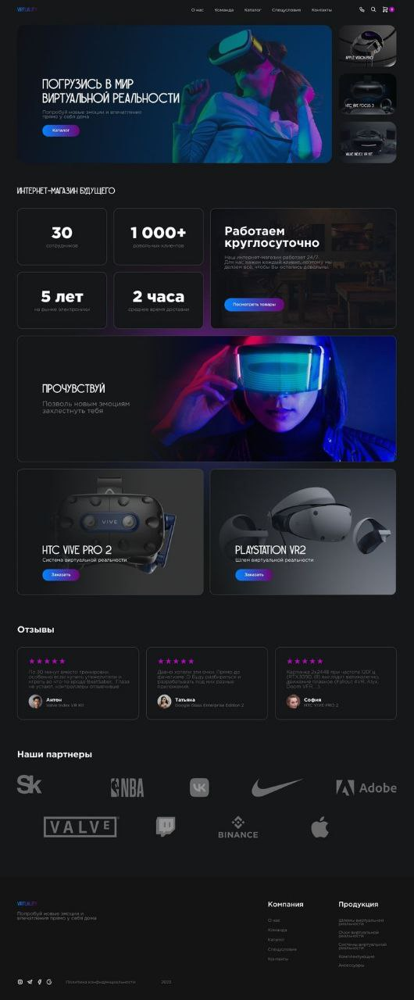 VIRTUALITY
О нас
Команда
Каталог
Спецусловия
Контакты
ПОГРУЗИСЬ В МИР
ВИРТУАЛЬНОЙ РЕАЛЬНОСТИ
Попробуй новые эмоции и впечатления
прямо у себя дома
Каталог
APPLE VISION PRO
HTC VIVE FOCUS 3
VALVE INDEX VR KIT
ИНТЕРНЕТ-МАГАЗИН БУДУЩЕГО
30
сотрудников
1 000+
довольных клиентов
5 лет
на рынке электроники
2 часа
среднее время доставки
Работаем
круглосуточно
Наш интернет-магазин работает 24/7.
Для нас важен каждый клиент, поэтому мы
делаем всё, чтобы Вы остались довольны.
Посмотреть товары
ПРОЧУВСТВУЙ
Позволь новым эмоциям
захлестнуть тебя
VIVE
HTC VIVE PRO 2
Система виртуальной реальности
Заказать
PLAYSTATION VR2
Шлем виртуальной реальности
Заказать
Отзывы
По 30 минут вместо тренировки,
особенно если купить утяжелители и
играть во что-то вроде BeatSaber. Глаза
не устают, контроллеры отзывчивые
Антон
Valve Index VR Kit
Давно хотели эти очки. Прямо до
фанатизма :D Буду разбираться и
разрабатывать под них разные
приложения.
Татьяна
Google Glass Enterprise Edition 2
Картинка 2x2448 при частоте 120Гц
(RTX3090, i9) выглядит великолепно,
движение плавное (Fallout 4VR, Alyx,
Doom VFR...).
София
HTC VIVE PRO 2
Наши партнеры
Sk
NBA
Adobe
VALVE
BINANCE
VIRTUALITY
Попробуй новые эмоции и
впечатления прямо у себя дома
Компания
О нас
Команда
Каталог
Спецусловия
Контакты
Продукция
Шлемы виртуальной
реальности
Очки виртуальной
реальности
Системы виртуальной
реальности
Комплектующие
Аксессуары
Политика конфиденциальности
2023